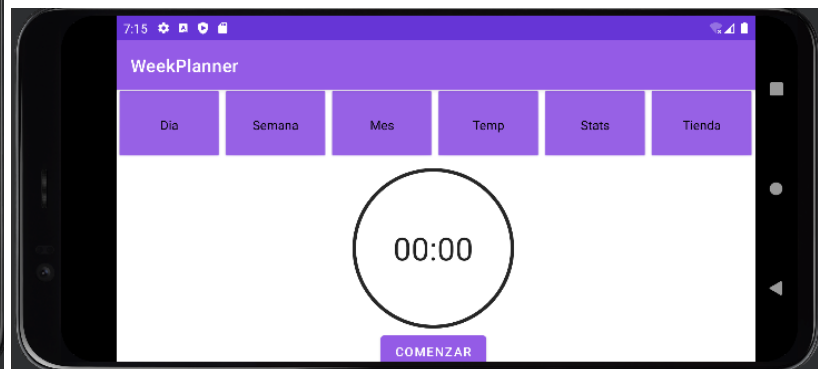 7:15
WeekPlanner
Dia Semana Mes Temp Stats Tienda
00:00
COMENZAR